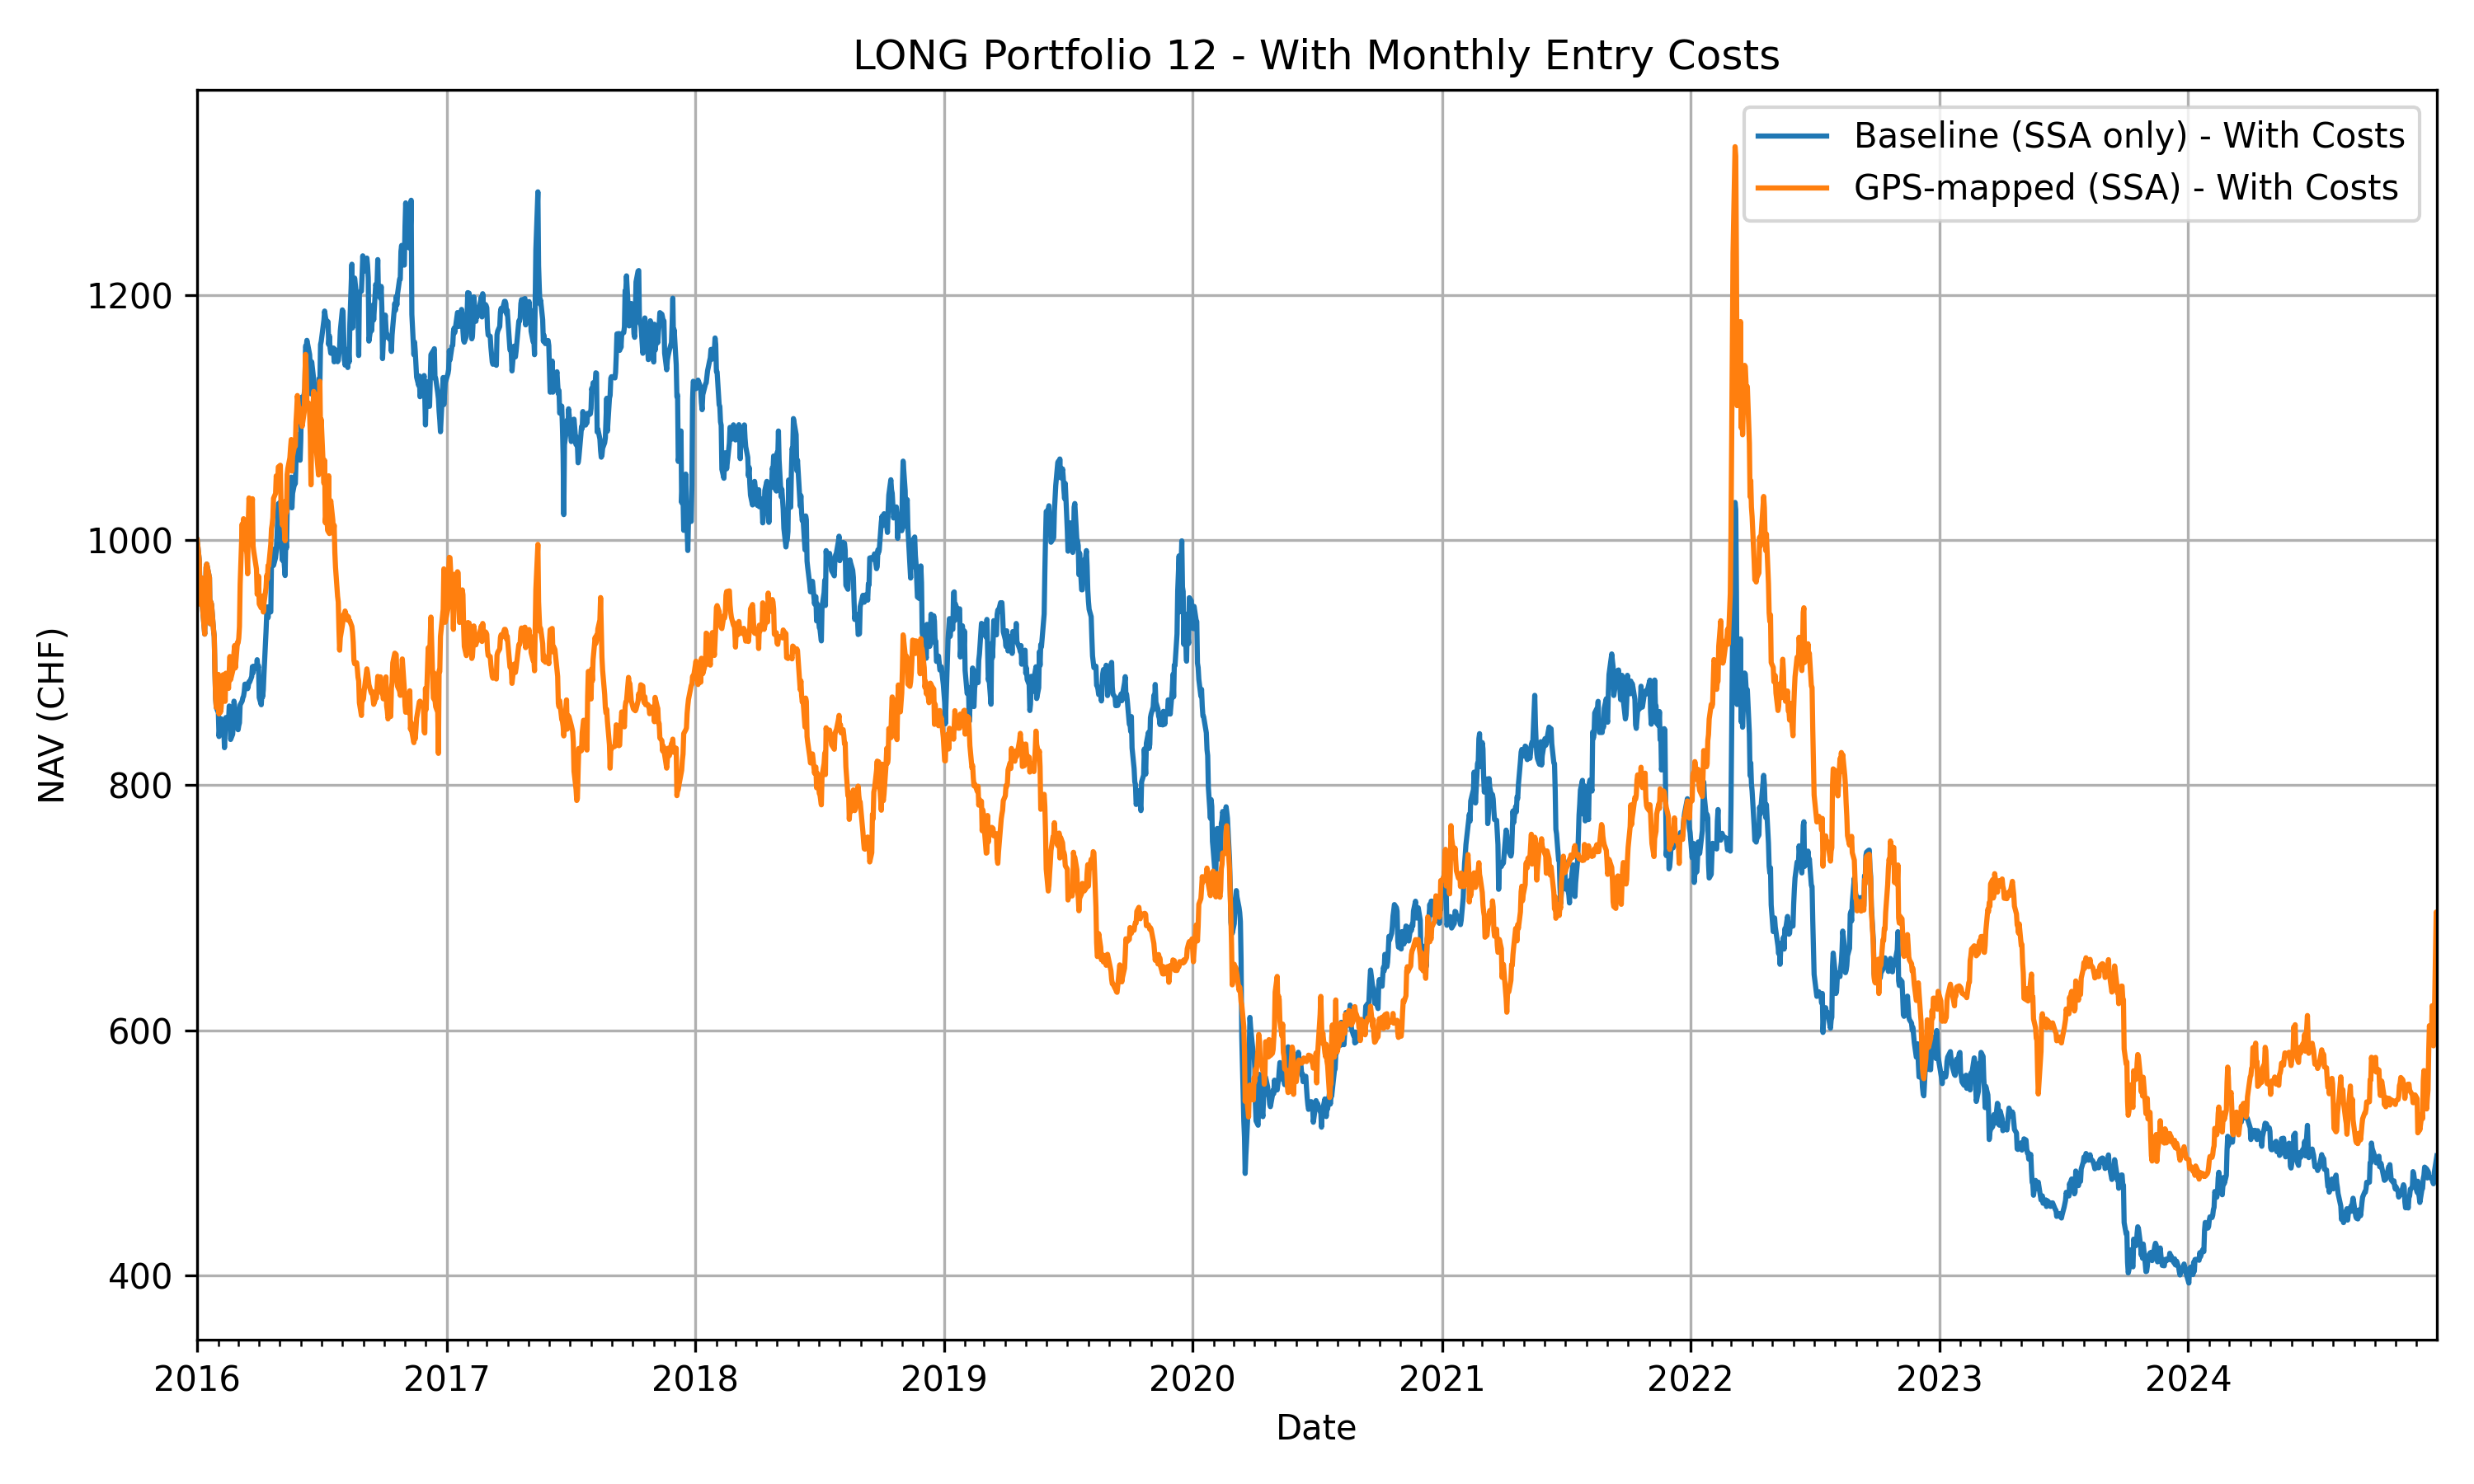 LONG Portfolio 12 - With Monthly Entry Costs
Baseline (SSA only) - With Costs
GPS-mapped (SSA) - With Costs
NAV (CHF)
1200
1000
800
600
400
2016 2017 2018 2019 2020 2021 2022 2023 2024
Date